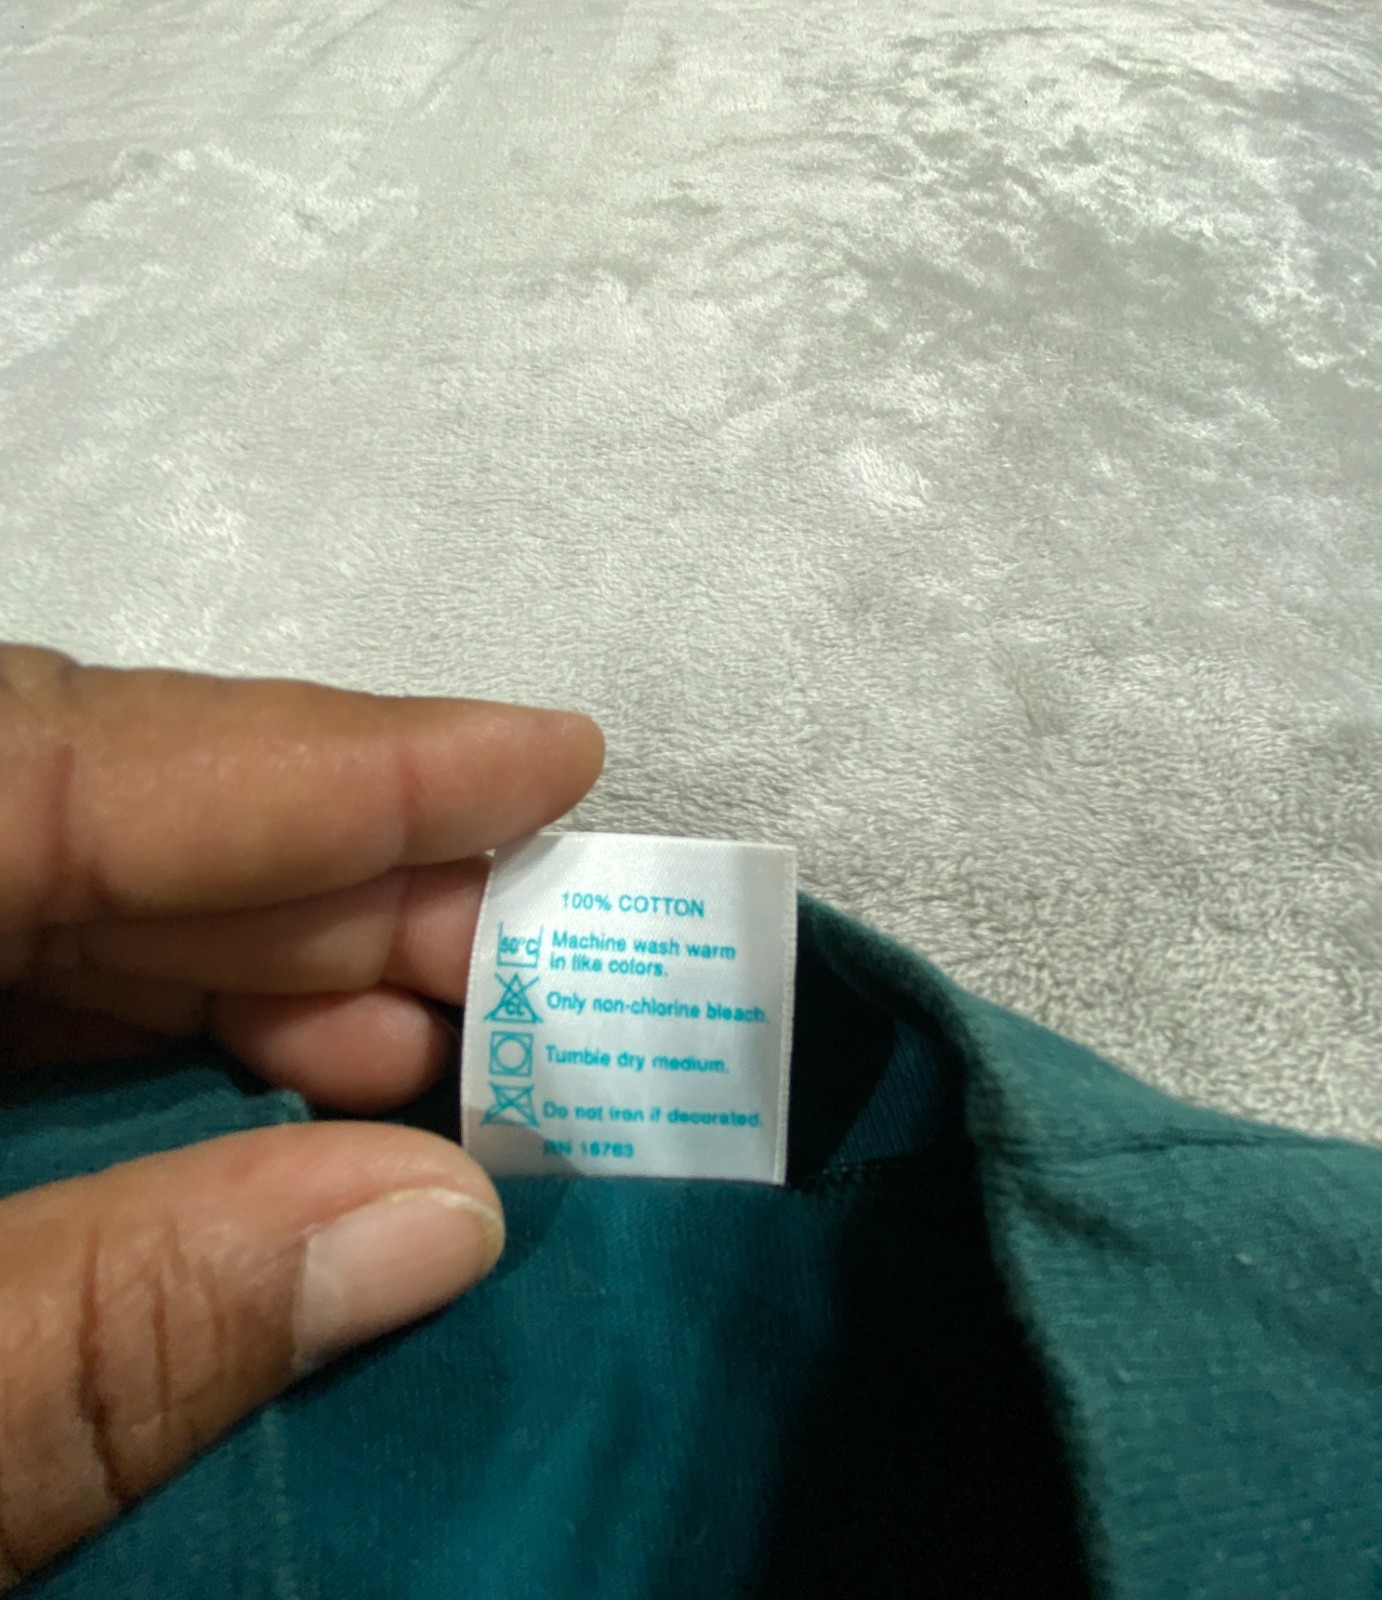 100% COTTON
50°C Machine wash warm
in like colors.
CL Only non-chlorine bleach.
Tumble dry medium.
Do not iron if decorated.
RN 16763